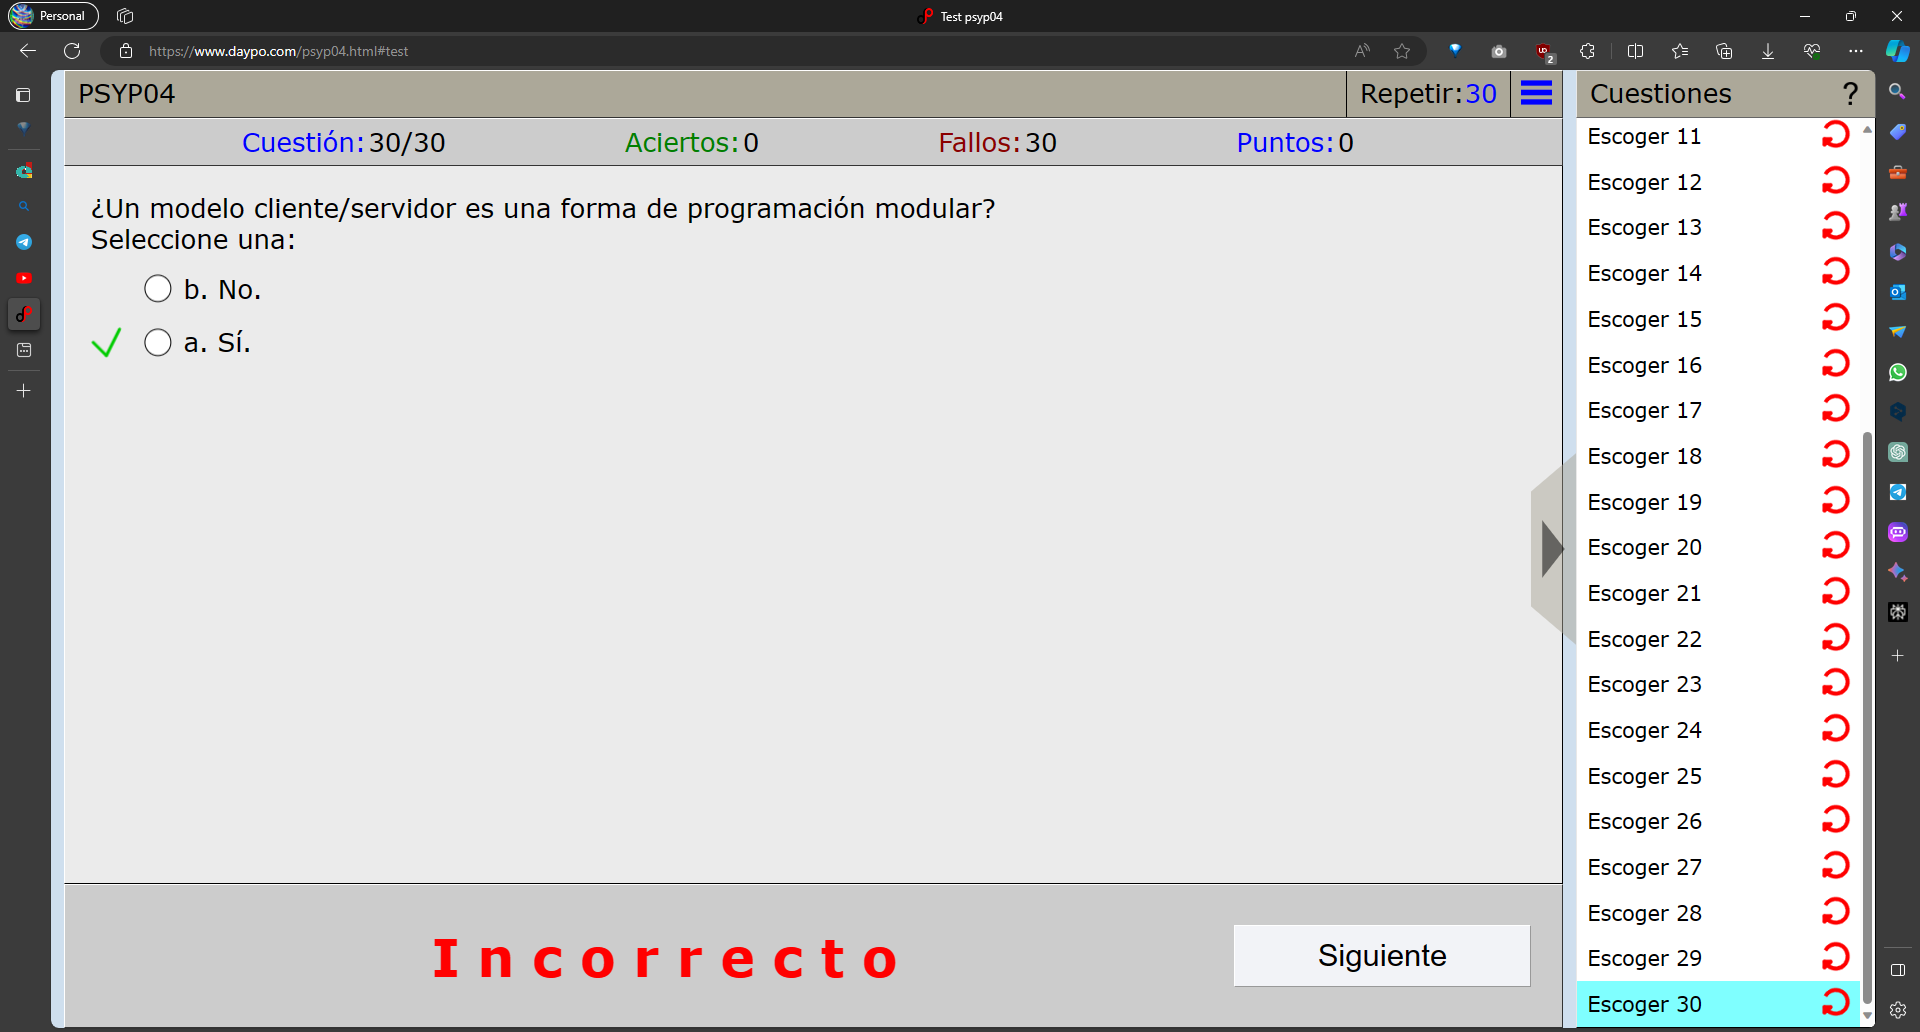 Personal
Test psyp04
https://www.daypo.com/psyp04.html#test
2
PSYP04
Repetir:30
Cuestiones
?
Cuestión:30/30
Aciertos:0
Fallos:30
Puntos:0
¿Un modelo cliente/servidor es una forma de programación modular?
Seleccione una:
b. No.
a. Sí.
Incorrecto
Siguiente
Escoger 11
Escoger 12
Escoger 13
Escoger 14
Escoger 15
Escoger 16
Escoger 17
Escoger 18
Escoger 19
Escoger 20
Escoger 21
Escoger 22
Escoger 23
Escoger 24
Escoger 25
Escoger 26
Escoger 27
Escoger 28
Escoger 29
Escoger 30